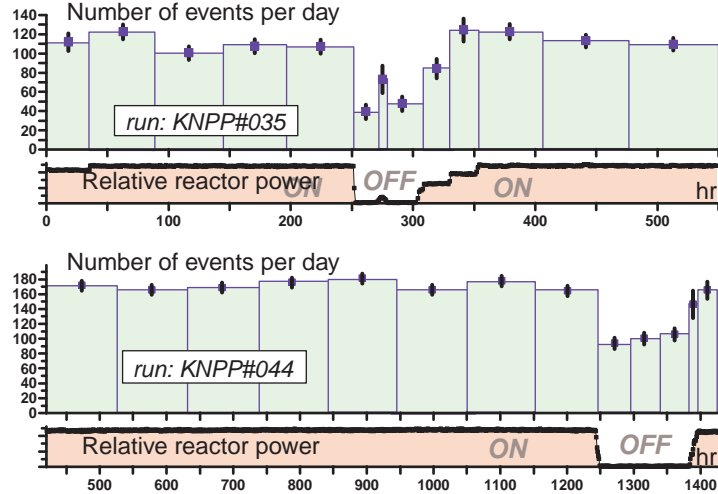 Number of events per day
140
120
100
80
60
40
20
0
run: KNPP#035
Relative reactor power ON OFF ON hr
0 100 200 300 400 500
Number of events per day
180
160
140
120
100
80
60
40
20
0
run: KNPP#044
Relative reactor power ON OFF hr
500 600 700 800 900 1000 1100 1200 1300 1400